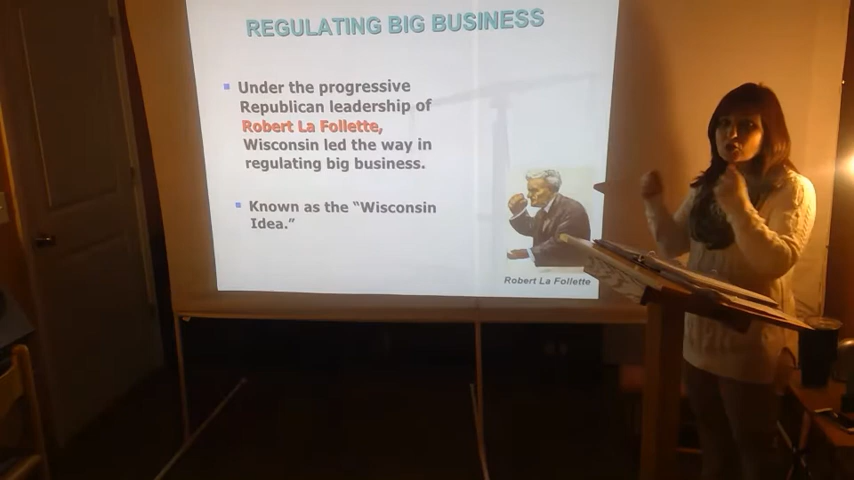 REGULATING BIG BUSINESS
Under the progressive
Republican leadership of
Robert La Follette,
Wisconsin led the way in
regulating big business.
Known as the “Wisconsin
Idea.”
Robert La Follette